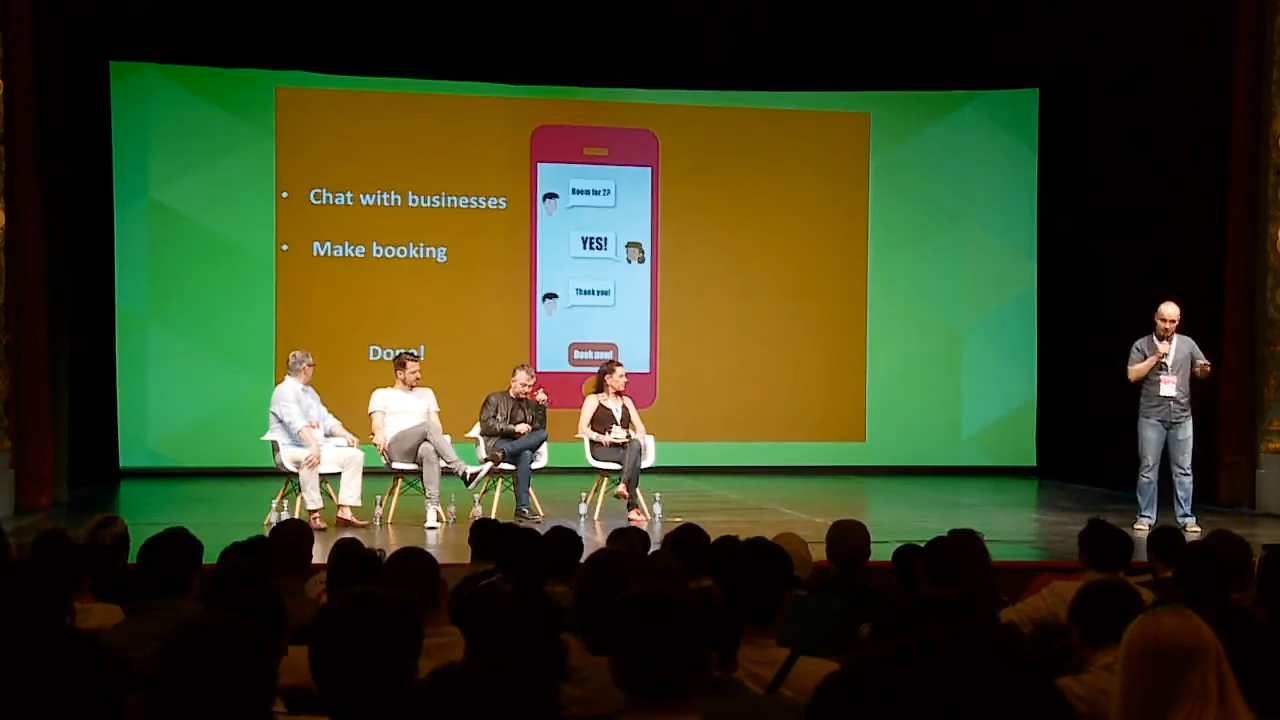 • Chat with businesses
• Make booking
Done!
Room for 2?
YES!
Thank you!
Book now!